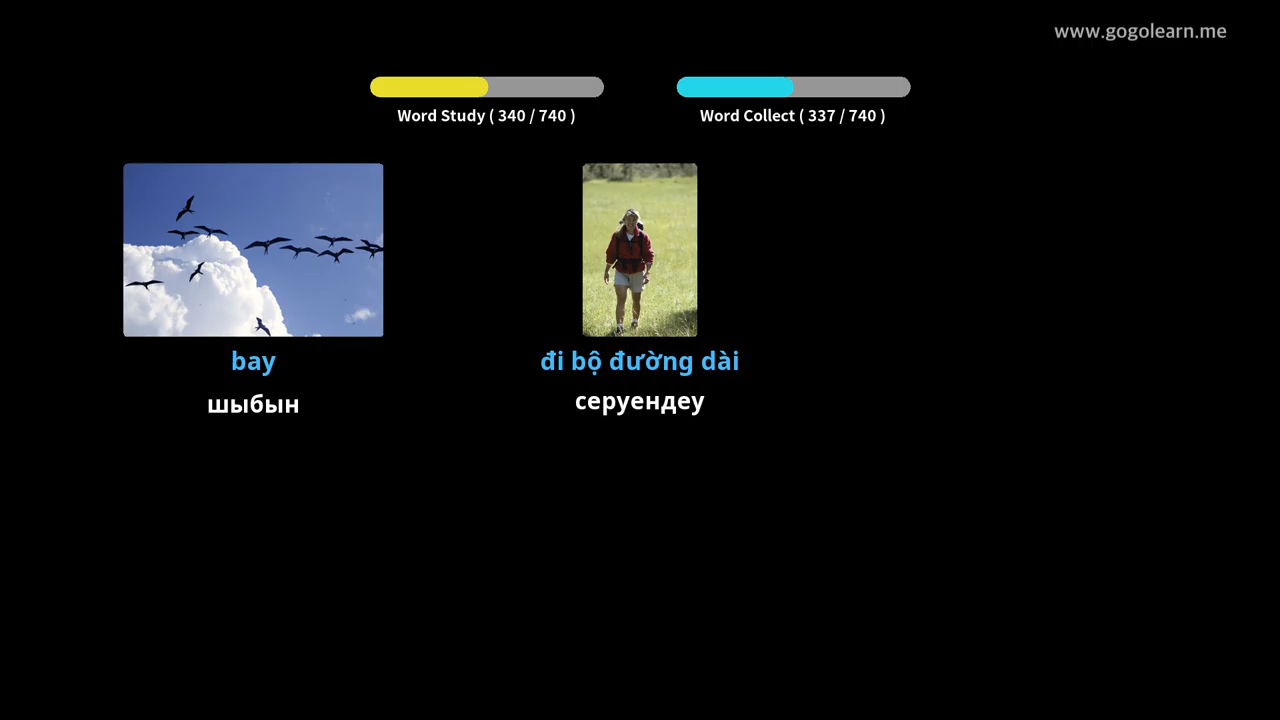 www.gogolearn.me
Word Study ( 340 / 740 )
Word Collect ( 337 / 740 )
bay
шыбын
đi bộ đường dài
серуендеу